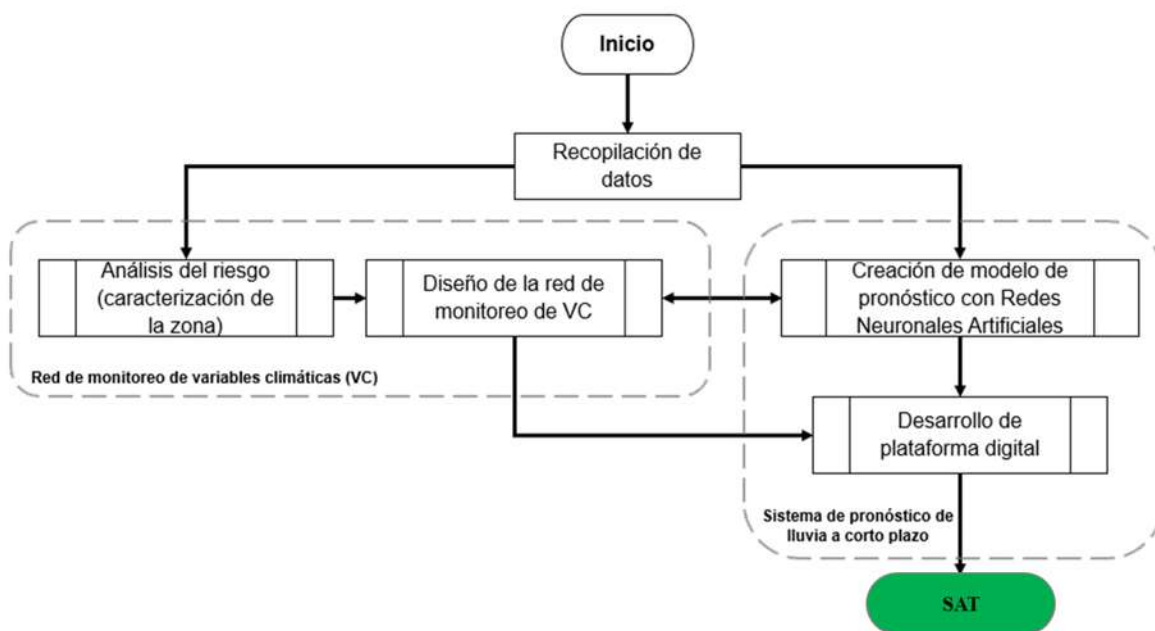 Inicio
Recopilación de
datos
Análisis del riesgo
(caracterización de
la zona)
Diseño de la red de
monitoreo de VC
Creación de modelo de
pronóstico con Redes
Neuronales Artificiales
Red de monitoreo de variables climáticas (VC)
Desarrollo de
plataforma digital
Sistema de pronóstico de
lluvia a corto plazo
SAT